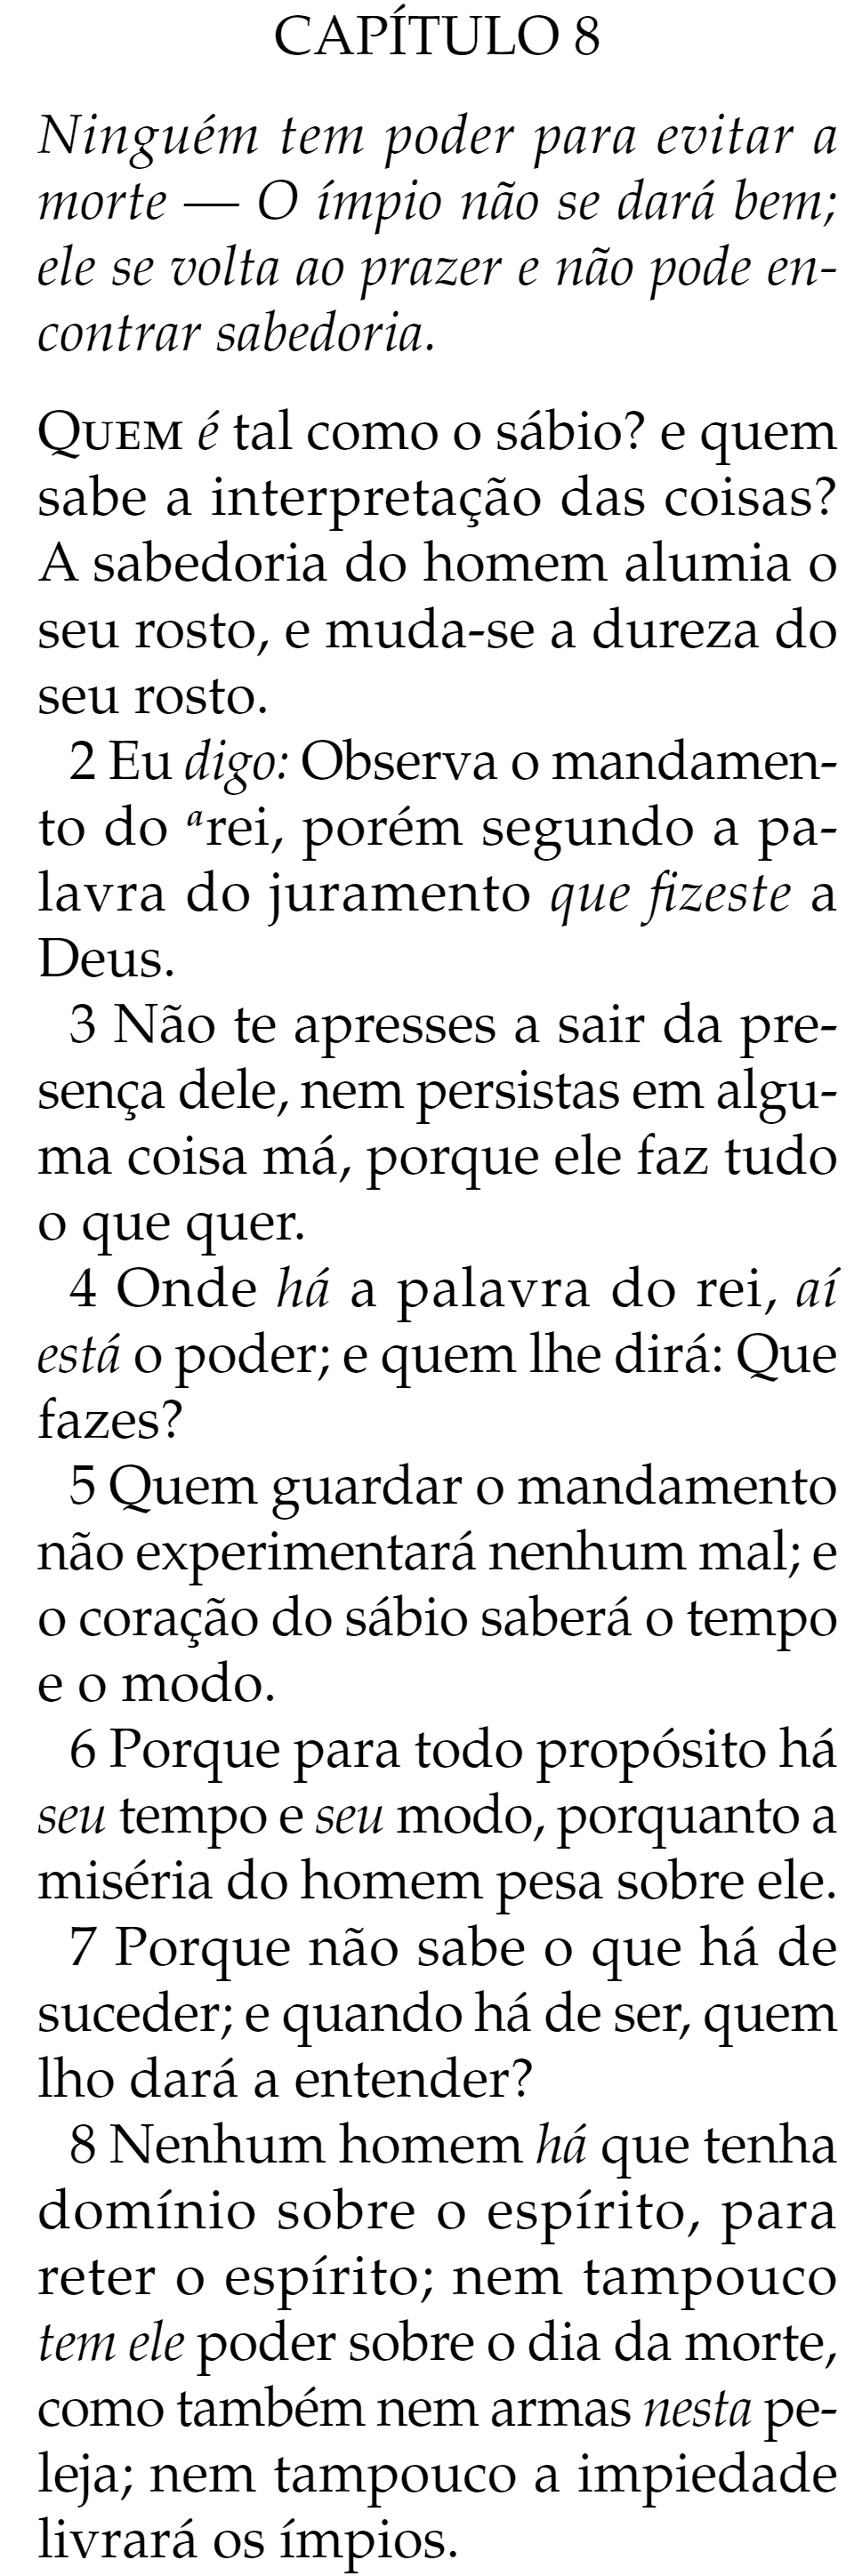 CAPÍTULO 8
Ninguém tem poder para evitar a
morte — O ímpio não se dará bem;
ele se volta ao prazer e não pode en-
contrar sabedoria.
QUEM é tal como o sábio? e quem
sabe a interpretação das coisas?
A sabedoria do homem alumia o
seu rosto, e muda-se a dureza do
seu rosto.
2 Eu digo: Observa o mandamen-
to do ᵃrei, porém segundo a pa-
lavra do juramento que fizeste a
Deus.
3 Não te apresses a sair da pre-
sença dele, nem persistas em algu-
ma coisa má, porque ele faz tudo
o que quer.
4 Onde há a palavra do rei, aí
está o poder; e quem lhe dirá: Que
fazes?
5 Quem guardar o mandamento
não experimentará nenhum mal; e
o coração do sábio saberá o tempo
e o modo.
6 Porque para todo propósito há
seu tempo e seu modo, porquanto a
miséria do homem pesa sobre ele.
7 Porque não sabe o que há de
suceder; e quando há de ser, quem
lho dará a entender?
8 Nenhum homem há que tenha
domínio sobre o espírito, para
reter o espírito; nem tampouco
tem ele poder sobre o dia da morte,
como também nem armas nesta pe-
leja; nem tampouco a impiedade
livrará os ímpios.